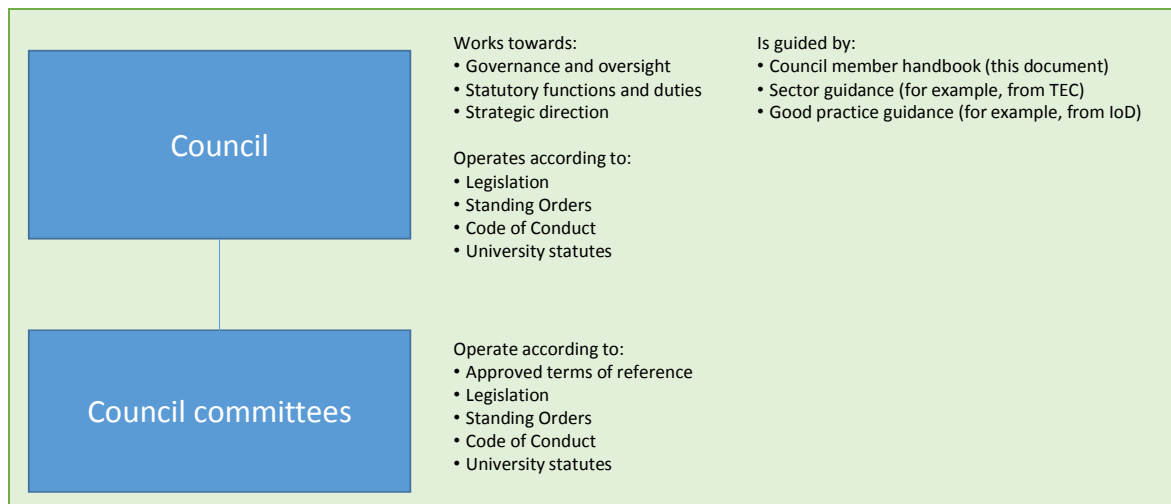 Council
Works towards:
• Governance and oversight
• Statutory functions and duties
• Strategic direction
Is guided by:
• Council member handbook (this document)
• Sector guidance (for example, from TEC)
• Good practice guidance (for example, from IoD)
Operates according to:
• Legislation
• Standing Orders
• Code of Conduct
• University statutes
Council committees
Operate according to:
• Approved terms of reference
• Legislation
• Standing Orders
• Code of Conduct
• University statutes